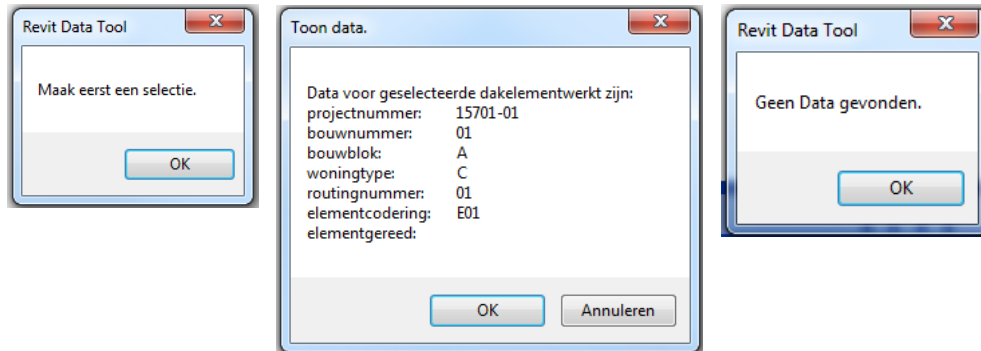 Revit Data Tool
Maak eerst een selectie.
OK
Toon data.
Data voor geselecteerde dakelementwerkt zijn:
projectnummer: 15701-01
bouwnummer: 01
bouwblok: A
woningtype: C
routingnummer: 01
elementcodering: E01
elementgereed:
OK Annuleren
Revit Data Tool
Geen Data gevonden.
OK